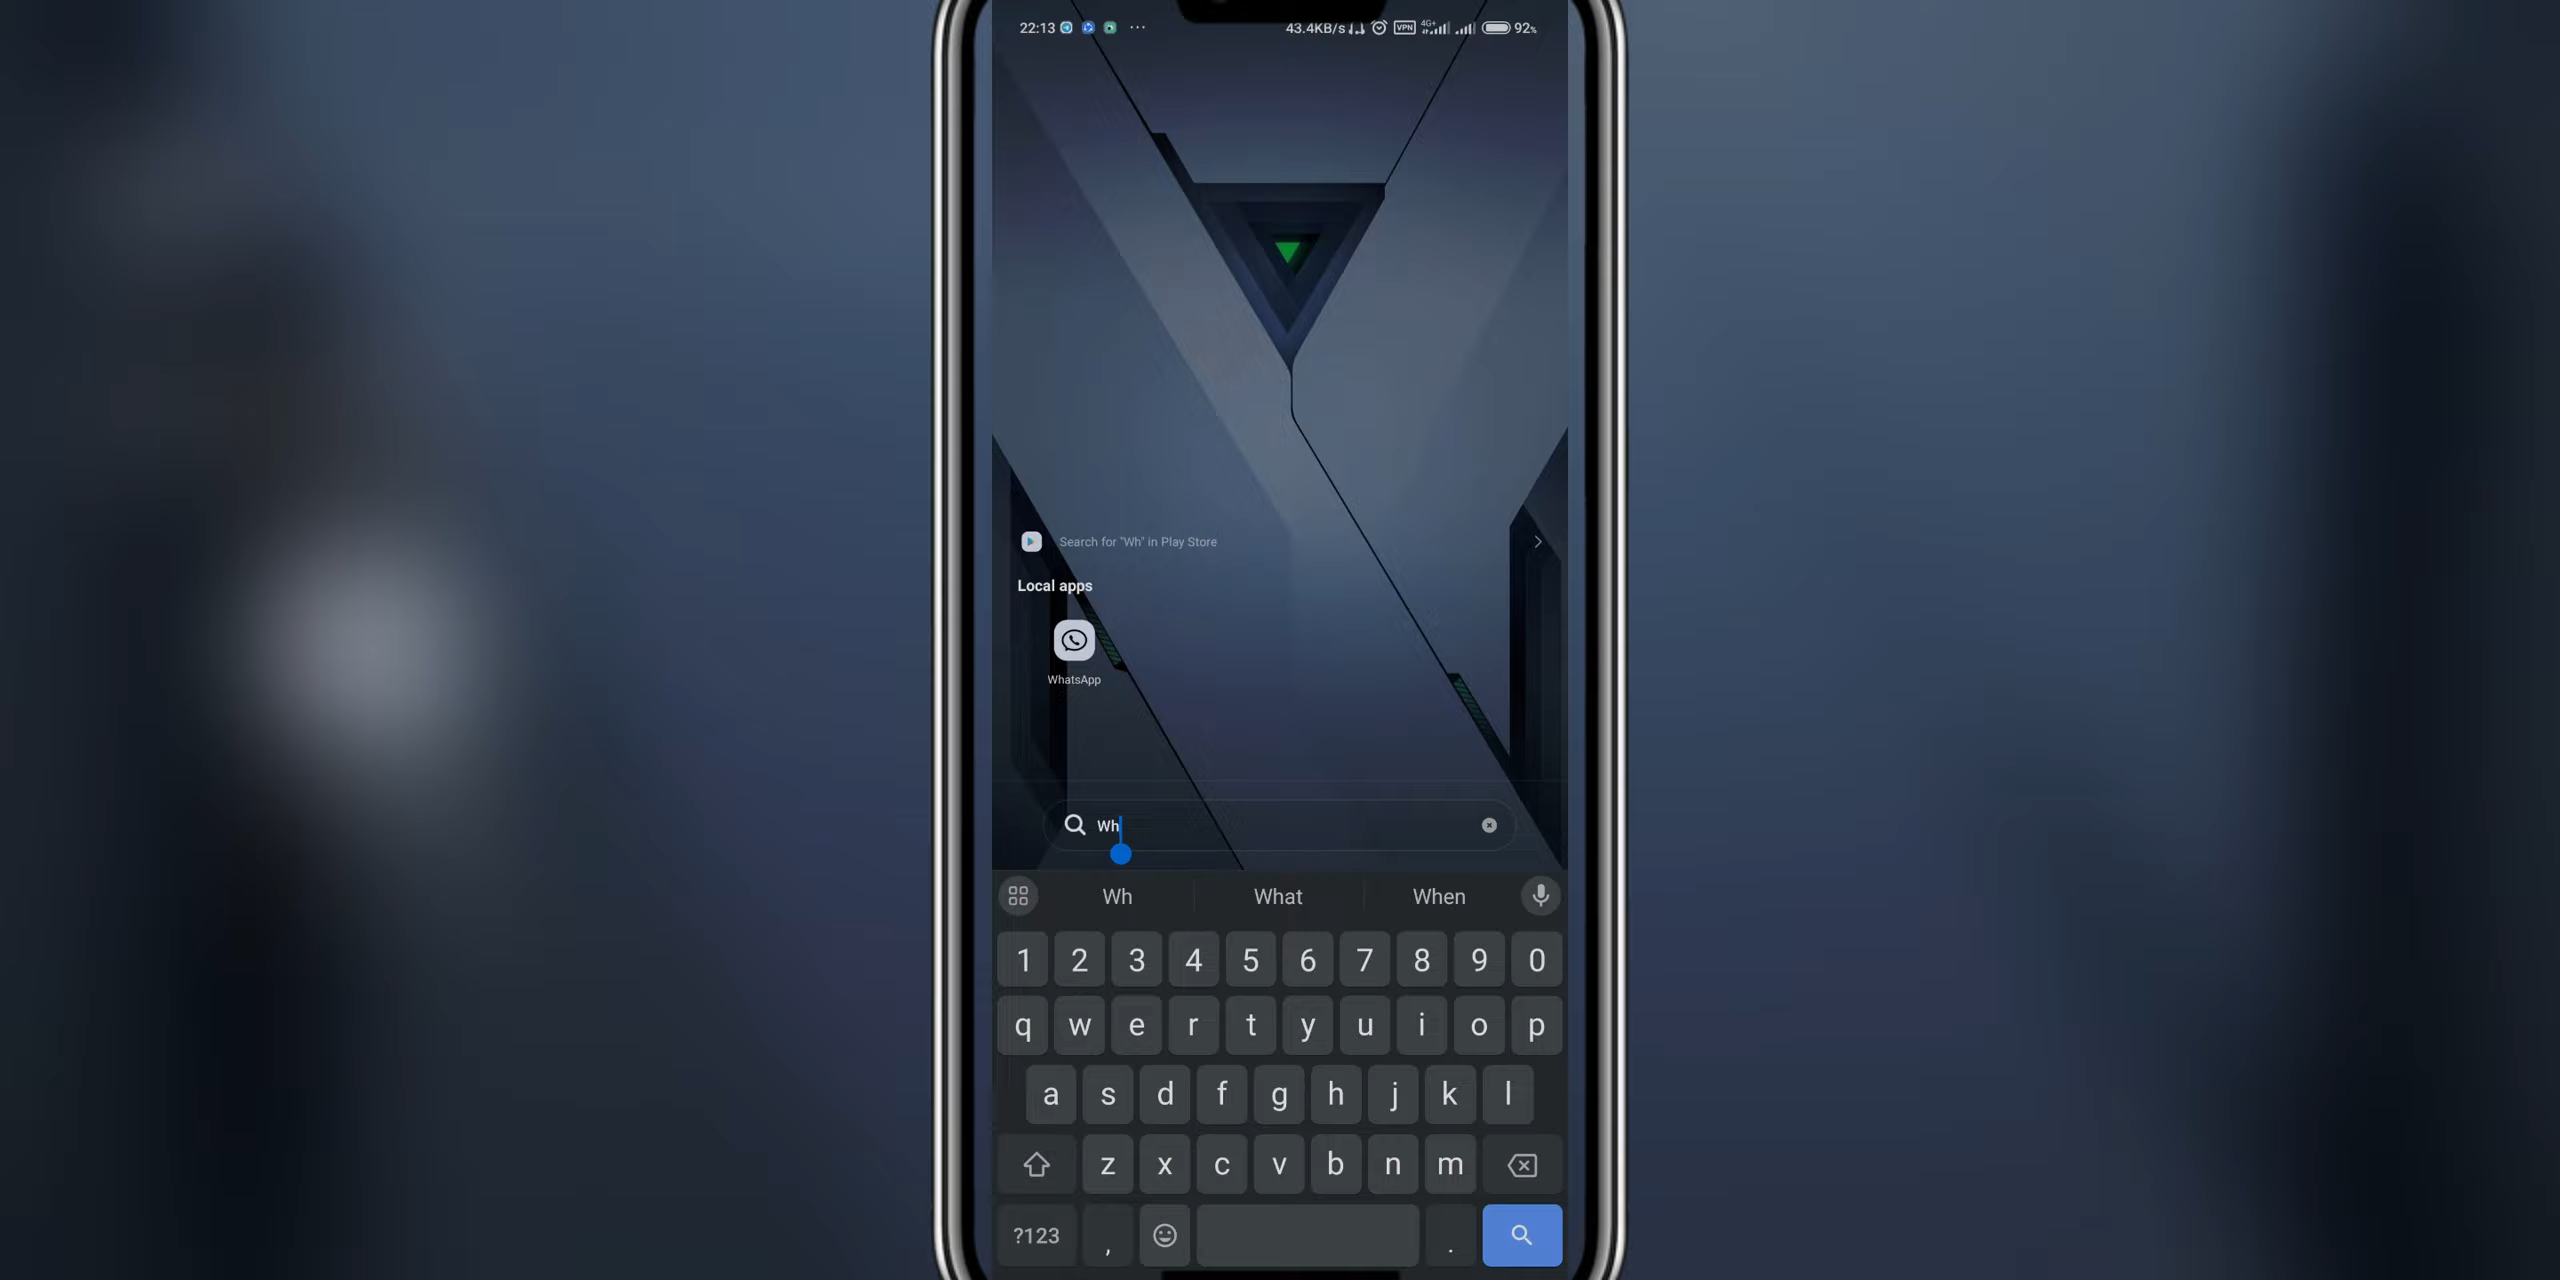 22:13 ... 43.4KB/s VPN 4G+ 92%
Search for "Wh" in Play Store
Local apps
WhatsApp
Wh
Wh What When
1 2 3 4 5 6 7 8 9 0
q w e r t y u i o p
a s d f g h j k l
z x c v b n m
?123 , .